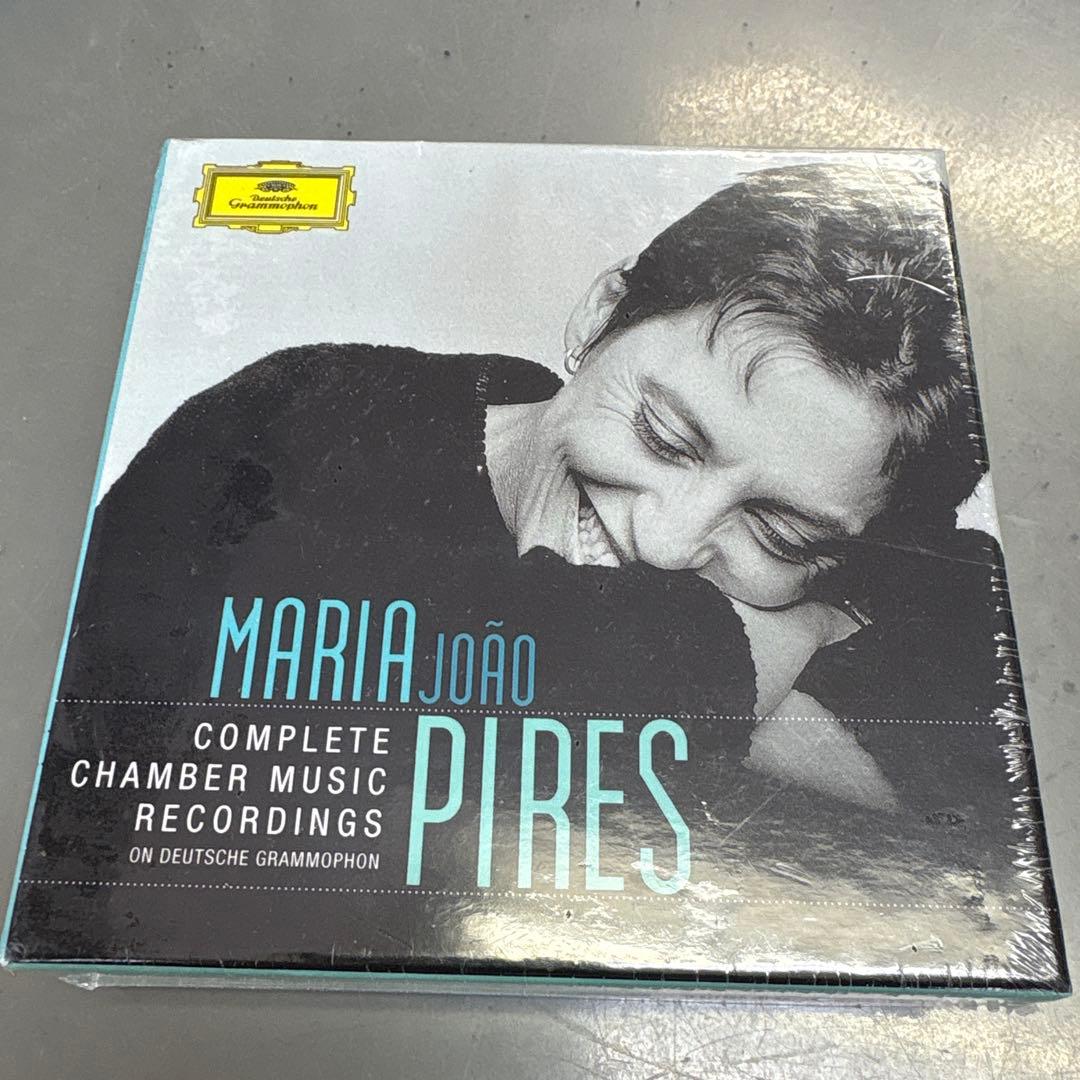 Deutsche
Grammophon
MARIA JOÃO
PIRES
COMPLETE
CHAMBER MUSIC
RECORDINGS
ON DEUTSCHE GRAMMOPHON